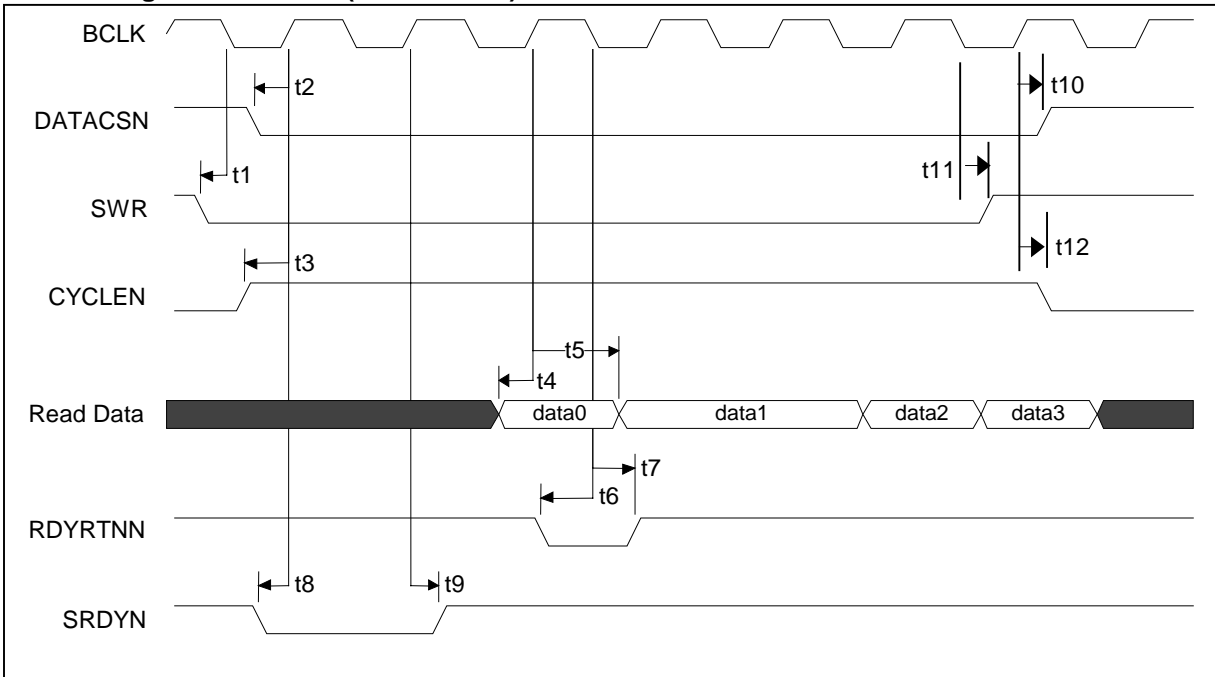 BCLK
t2
t10
DATACSN
t1
t11
SWR
t12
t3
CYCLEN
t5
t4
Read Data
data0
data1
data2
data3
t7
t6
RDYRTNN
t8
t9
SRDYN